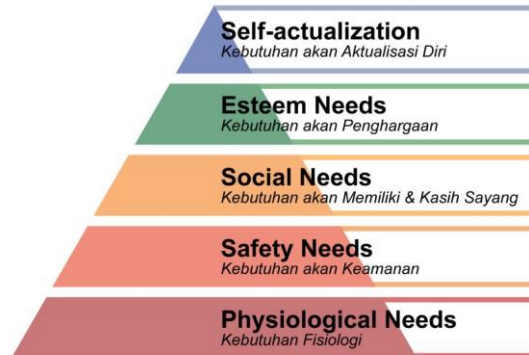 Self-actualization
Kebutuhan akan Aktualisasi Diri
Esteem Needs
Kebutuhan akan Penghargaan
Social Needs
Kebutuhan akan Memiliki & Kasih Sayang
Safety Needs
Kebutuhan akan Keamanan
Physiological Needs
Kebutuhan Fisiologi